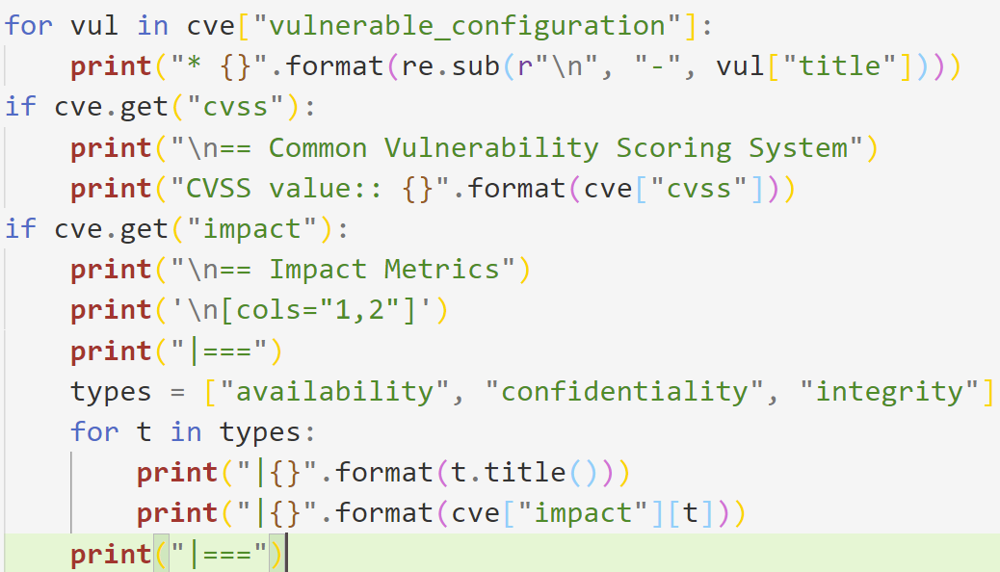 for vul in cve["vulnerable_configuration"]:
    print("* {}".format(re.sub(r"\n", "-", vul["title"])))
if cve.get("cvss"):
    print("\n== Common Vulnerability Scoring System")
    print("CVSS value:: {}".format(cve["cvss"]))
if cve.get("impact"):
    print("\n== Impact Metrics")
    print('\n[cols="1,2"]')
    print("|===")
    types = ["availability", "confidentiality", "integrity"]
    for t in types:
        print("|{}".format(t.title()))
        print("|{}".format(cve["impact"][t]))
    print("|===")